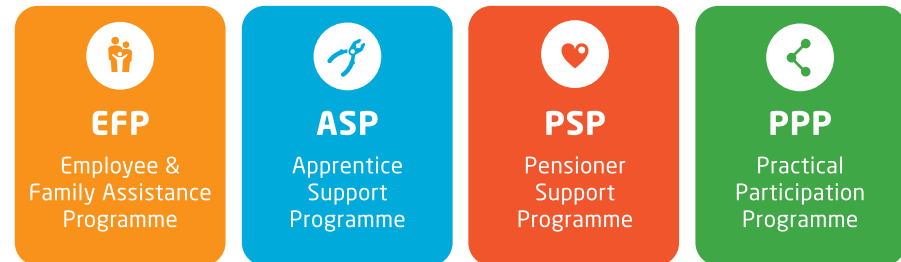 EFP
Employee &
Family Assistance
Programme
ASP
Apprentice
Support
Programme
PSP
Pensioner
Support
Programme
PPP
Practical
Participation
Programme